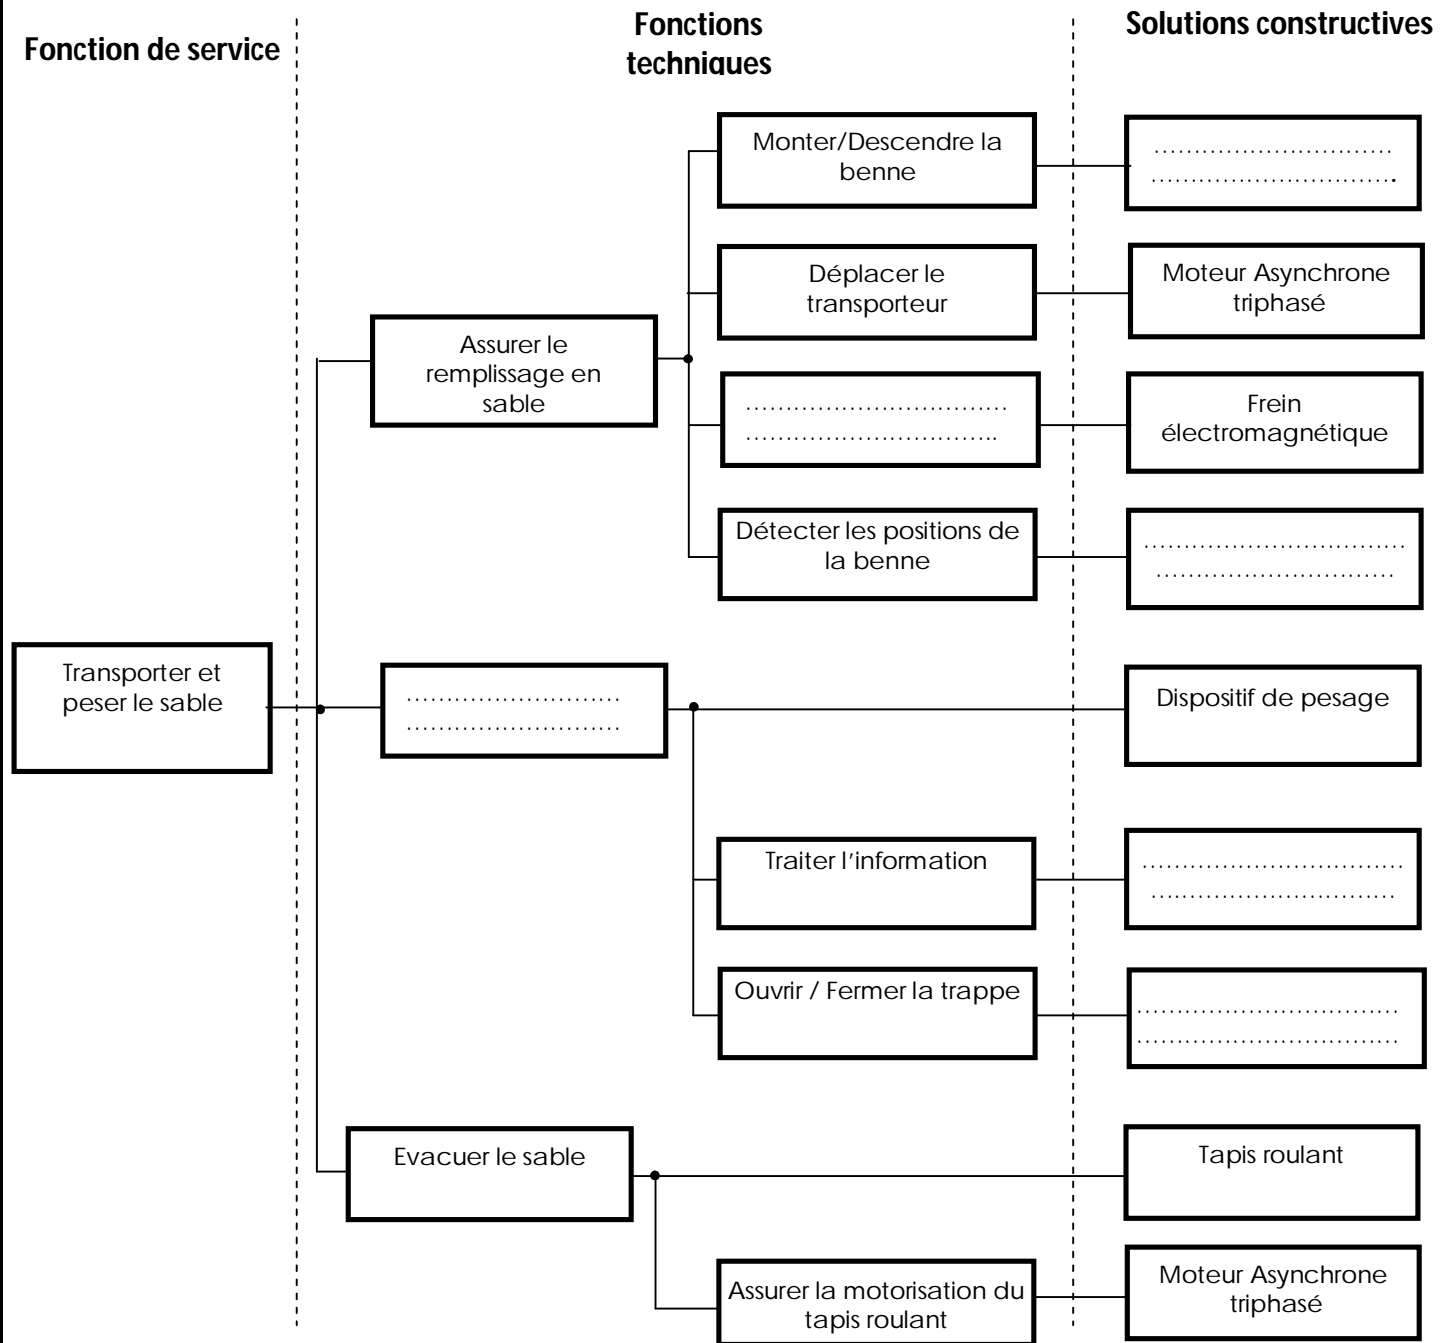 Fonction de service
Fonctions
techniques
Solutions constructives
Monter/Descendre la
benne
................................
.................................
Déplacer le
transporteur
Moteur Asynchrone
triphasé
Assurer le
remplissage en
sable
.................................
................................
Frein
électromagnétique
Détecter les positions de
la benne
.................................
..............................
Transporter et
peser le sable
...........................
...........................
Dispositif de pesage
Traiter l’information
.................................
...............................
Ouvrir / Fermer la trappe
.................................
.................................
Evacuer le sable
Tapis roulant
Assurer la motorisation du
tapis roulant
Moteur Asynchrone
triphasé